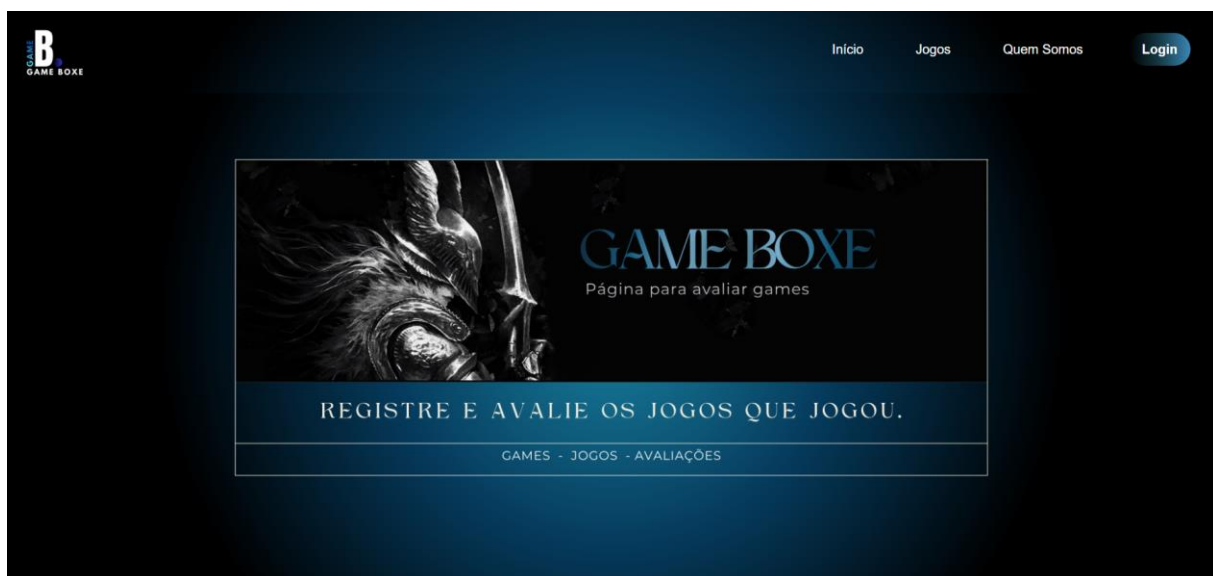 GAME
B.
GAME BOXE
Início Jogos Quem Somos Login
GAME BOXE
Página para avaliar games
REGISTRE E AVALIE OS JOGOS QUE JOGOU.
GAMES - JOGOS - AVALIAÇÕES